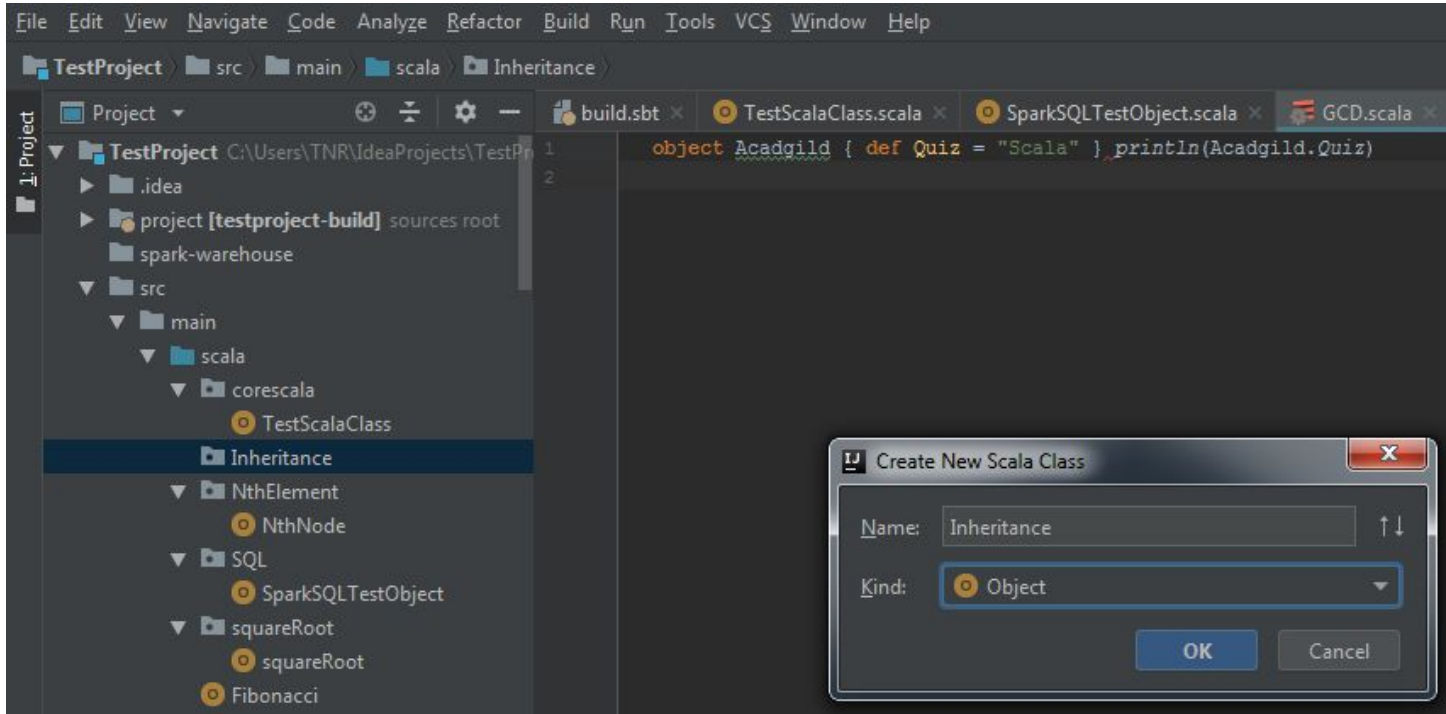 File Edit View Navigate Code Analyze Refactor Build Run Tools VCS Window Help
TestProject src main scala Inheritance
1: Project
Project
build.sbt TestScalaClass.scala SparkSQLTestObject.scala GCD.scala
TestProject C:\Users\TNR\IdeaProjects\TestPr
.idea
project [testproject-build] sources root
spark-warehouse
src
main
scala
corescala
TestScalaClass
Inheritance
NthElement
NthNode
SQL
SparkSQLTestObject
squareRoot
squareRoot
Fibonacci
1 object Acadgild { def Quiz = "Scala" } println(Acadgild.Quiz)
2
IJ Create New Scala Class
Name: Inheritance
Kind: Object
OK Cancel